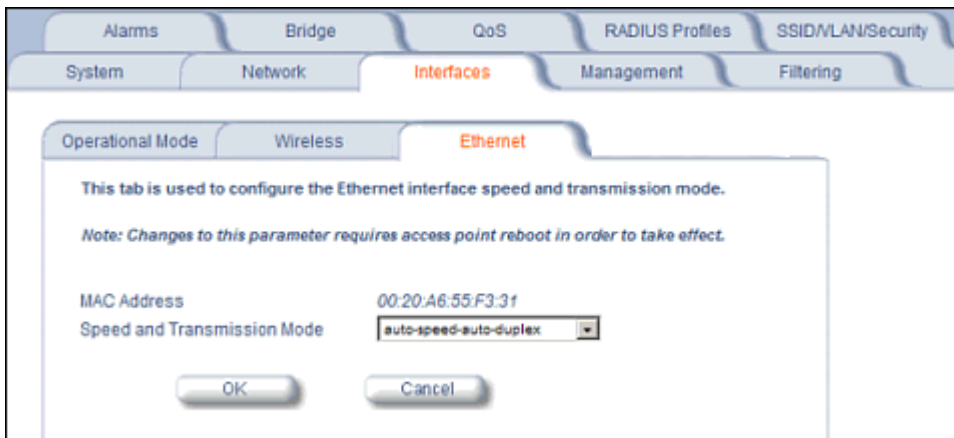 Alarms Bridge QoS RADIUS Profiles SSID/VLAN/Security
System Network Interfaces Management Filtering
Operational Mode Wireless Ethernet
This tab is used to configure the Ethernet interface speed and transmission mode.
Note: Changes to this parameter requires access point reboot in order to take effect.
MAC Address 00:20:A6:55:F3:31
Speed and Transmission Mode auto-speed-auto-duplex
OK Cancel